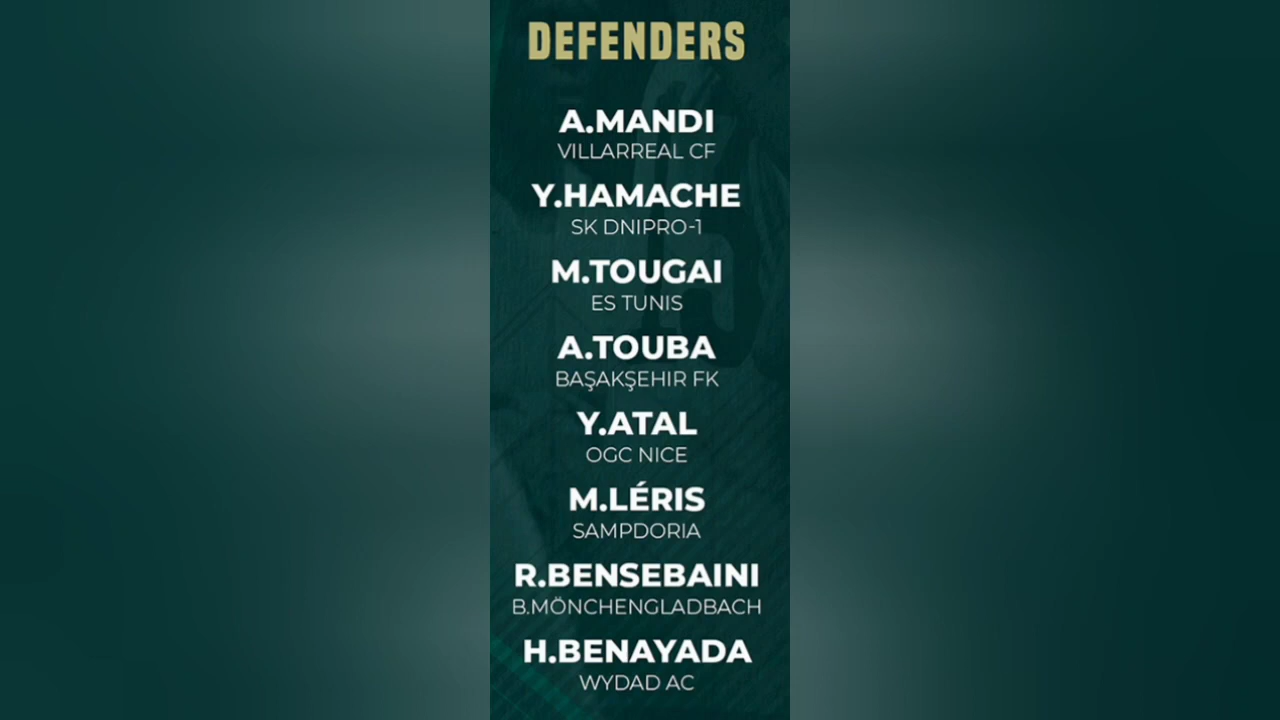 DEFENDERS
A.MANDI
VILLARREAL CF
Y.HAMACHE
SK DNIPRO-1
M.TOUGAI
ES TUNIS
A.TOUBA
BAŞAKŞEHIR FK
Y.ATAL
OGC NICE
M.LÉRIS
SAMPDORIA
R.BENSEBAINI
B.MÖNCHENGLADBACH
H.BENAYADA
WYDAD AC